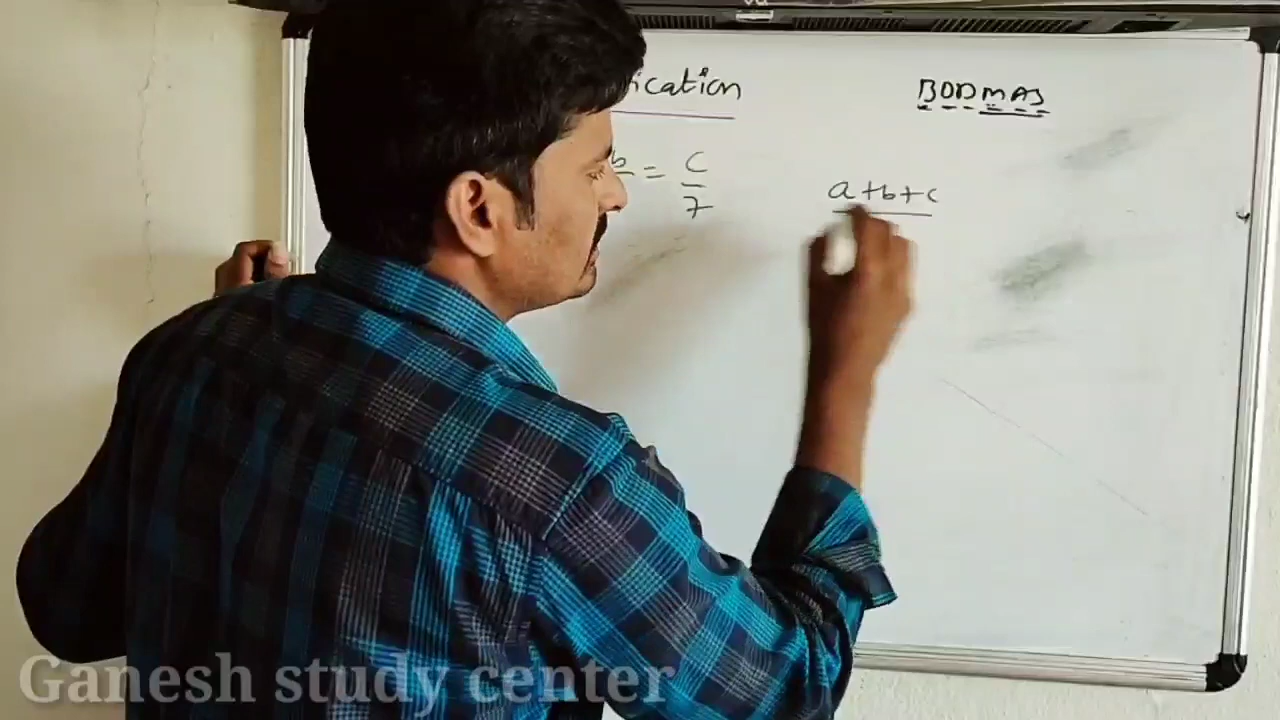 ication
BODMAS
b = c/7
a+b+c
Ganesh study center